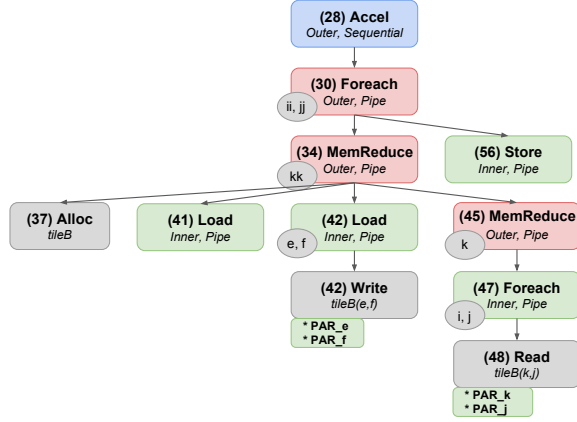 (28) Accel
Outer, Sequential
(30) Foreach
Outer, Pipe
ii, jj
(34) MemReduce
Outer, Pipe
kk
(56) Store
Inner, Pipe
(37) Alloc
tileB
(41) Load
Inner, Pipe
(42) Load
Inner, Pipe
e, f
(45) MemReduce
Outer, Pipe
k
(42) Write
tileB(e,f)
* PAR_e
* PAR_f
(47) Foreach
Inner, Pipe
i, j
(48) Read
tileB(k,j)
* PAR_k
* PAR_j